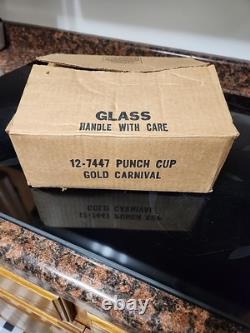 GLASS
HANDLE WITH CARE
12-7447 PUNCH CUP
GOLD CARNIVAL